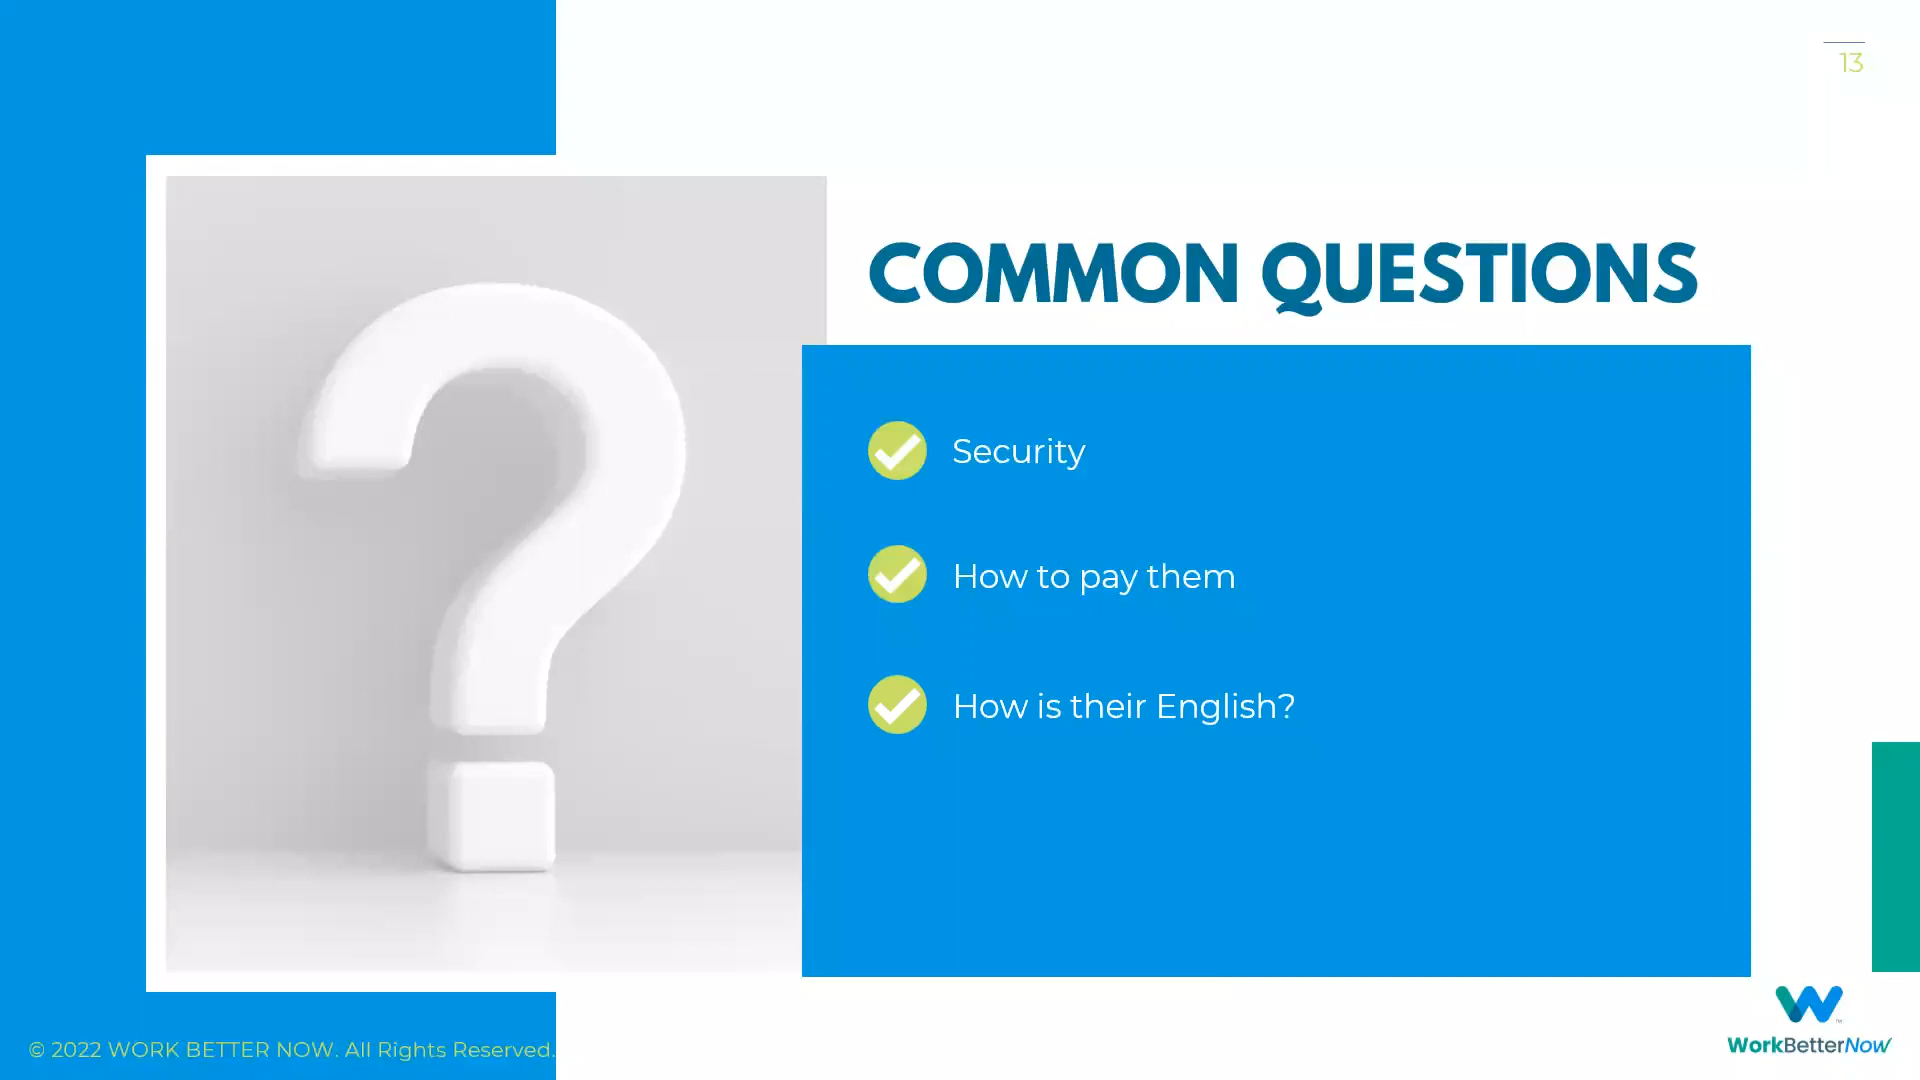 13
COMMON QUESTIONS
Security
How to pay them
How is their English?
© 2022 WORK BETTER NOW. All Rights Reserved.
W™
WorkBetterNow